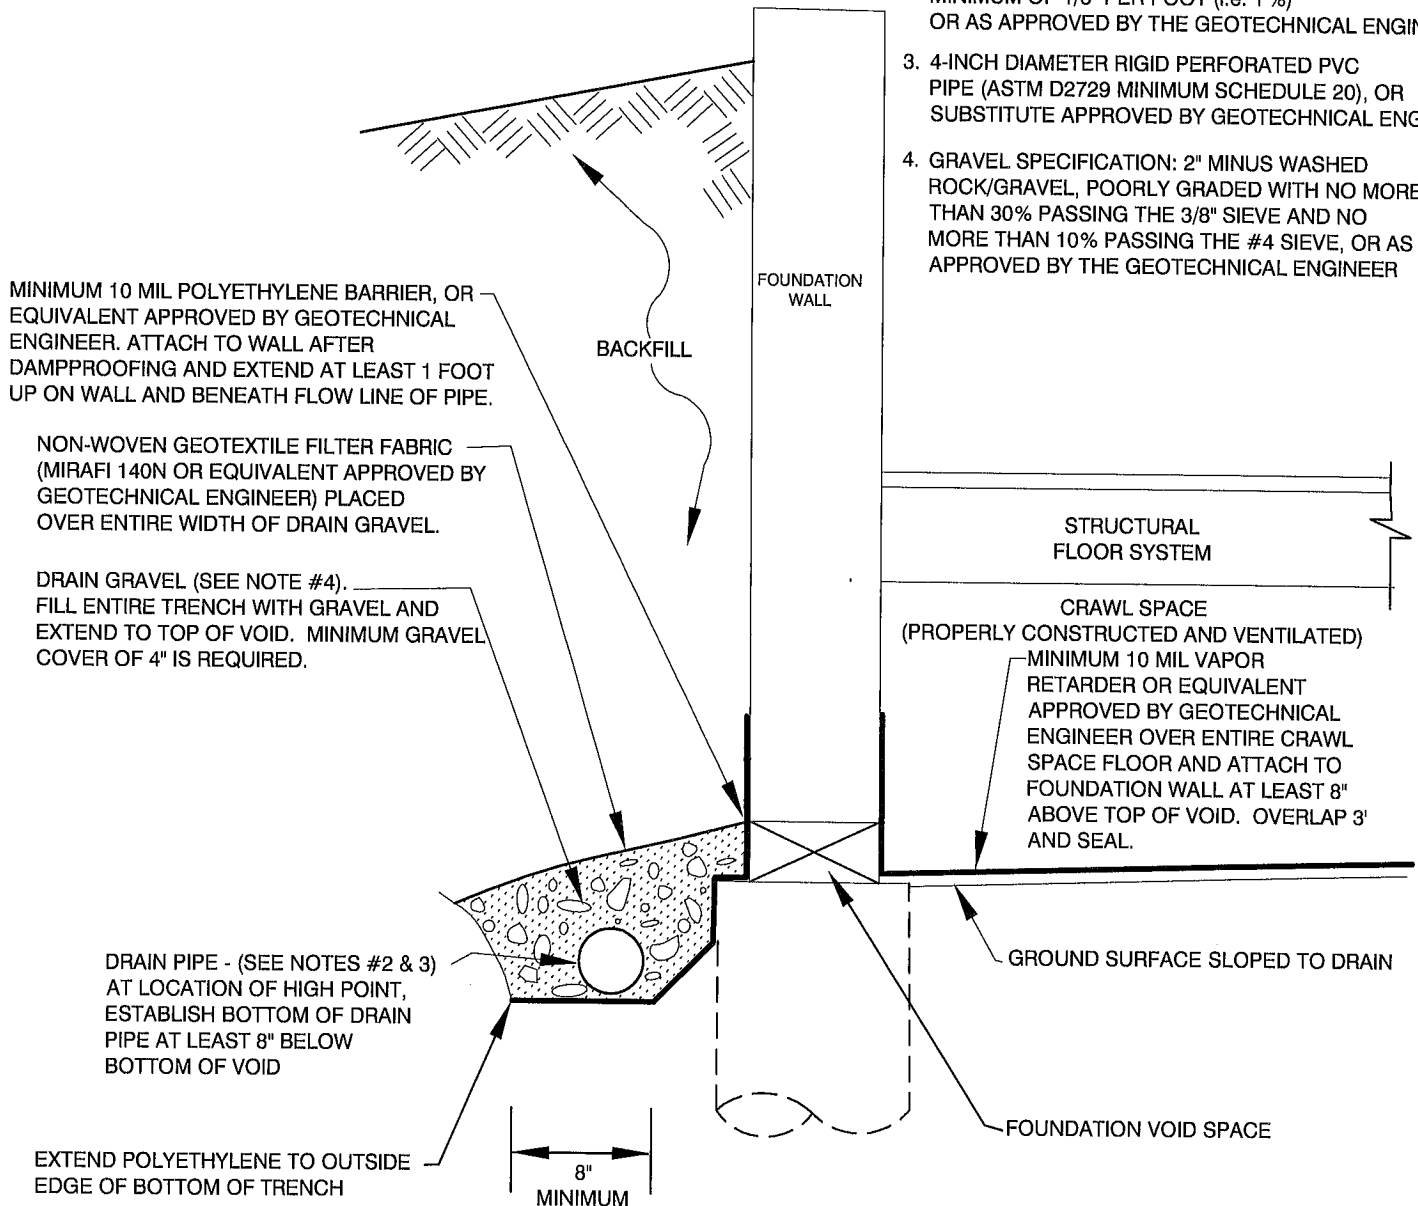 OR AS APPROVED BY THE GEOTECHNICAL
3. 4-INCH DIAMETER RIGID PERFORATED PVC
PIPE (ASTM D2729 MINIMUM SCHEDULE 20), OR
SUBSTITUTE APPROVED BY GEOTECHNICAL
4. GRAVEL SPECIFICATION: 2" MINUS WASHED
ROCK/GRAVEL, POORLY GRADED WITH NO MORE
THAN 30% PASSING THE 3/8" SIEVE AND NO
MORE THAN 10% PASSING THE #4 SIEVE, OR AS
APPROVED BY THE GEOTECHNICAL ENGINEER
FOUNDATION
WALL
MINIMUM 10 MIL POLYETHYLENE BARRIER, OR
EQUIVALENT APPROVED BY GEOTECHNICAL
ENGINEER. ATTACH TO WALL AFTER
DAMPPROOFING AND EXTEND AT LEAST 1 FOOT
UP ON WALL AND BENEATH FLOW LINE OF PIPE.
BACKFILL
NON-WOVEN GEOTEXTILE FILTER FABRIC
(MIRAFI 140N OR EQUIVALENT APPROVED BY
GEOTECHNICAL ENGINEER) PLACED
OVER ENTIRE WIDTH OF DRAIN GRAVEL.
STRUCTURAL
FLOOR SYSTEM
DRAIN GRAVEL (SEE NOTE #4).
FILL ENTIRE TRENCH WITH GRAVEL AND
EXTEND TO TOP OF VOID. MINIMUM GRAVEL
COVER OF 4" IS REQUIRED.
CRAWL SPACE
(PROPERLY CONSTRUCTED AND VENTILATED)
MINIMUM 10 MIL VAPOR
RETARDER OR EQUIVALENT
APPROVED BY GEOTECHNICAL
ENGINEER OVER ENTIRE CRAWL
SPACE FLOOR AND ATTACH TO
FOUNDATION WALL AT LEAST 8"
ABOVE TOP OF VOID. OVERLAP 3'
AND SEAL.
DRAIN PIPE - (SEE NOTES #2 & 3)
AT LOCATION OF HIGH POINT,
ESTABLISH BOTTOM OF DRAIN
PIPE AT LEAST 8" BELOW
BOTTOM OF VOID
GROUND SURFACE SLOPED TO DRAIN
FOUNDATION VOID SPACE
EXTEND POLYETHYLENE TO OUTSIDE
EDGE OF BOTTOM OF TRENCH
8"
MINIMUM